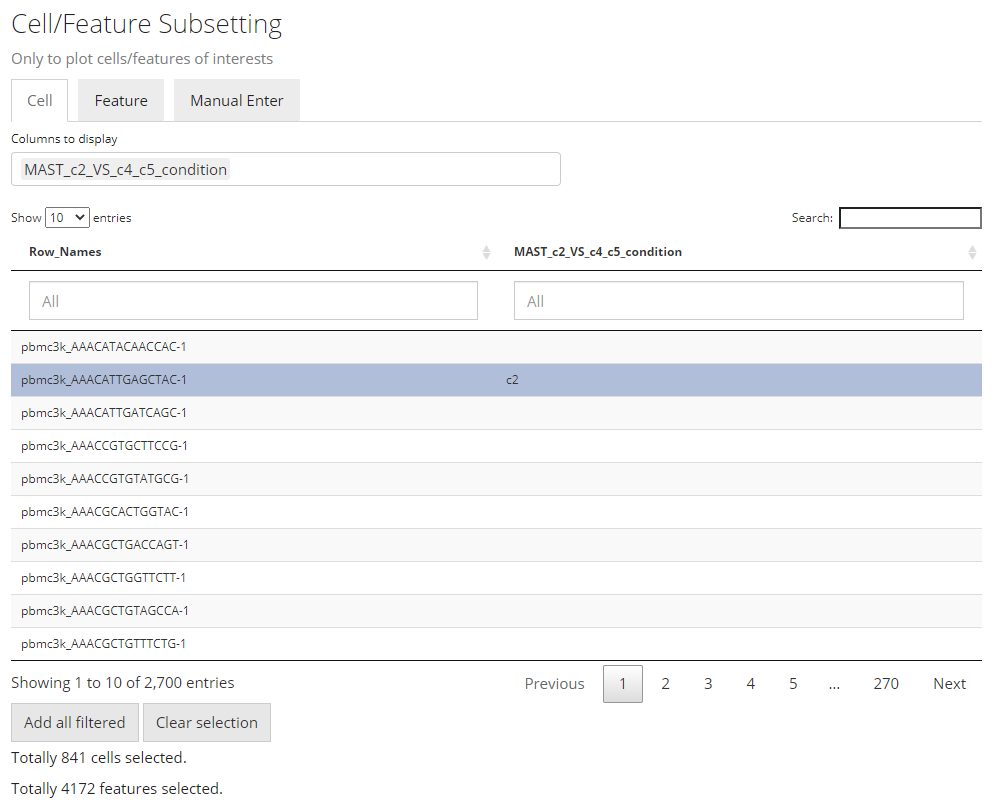 Cell/Feature Subsetting
Only to plot cells/features of interests
Cell Feature Manual Enter
Columns to display
MAST_c2_VS_c4_c5_condition
Show 10 entries Search:
Row_Names MAST_c2_VS_c4_c5_condition
All All
pbmc3k_AAACATACAACCAC-1
pbmc3k_AAACATTGAGCTAC-1 c2
pbmc3k_AAACATTGATCAGC-1
pbmc3k_AAACCGTGCTTCCG-1
pbmc3k_AAACCGTGTATGCG-1
pbmc3k_AAACGCACTGGTAC-1
pbmc3k_AAACGCTGACCAGT-1
pbmc3k_AAACGCTGGTTCTT-1
pbmc3k_AAACGCTGTAGCCA-1
pbmc3k_AAACGCTGTTTCTG-1
Showing 1 to 10 of 2,700 entries Previous 1 2 3 4 5 ... 270 Next
Add all filtered Clear selection
Totally 841 cells selected.
Totally 4172 features selected.